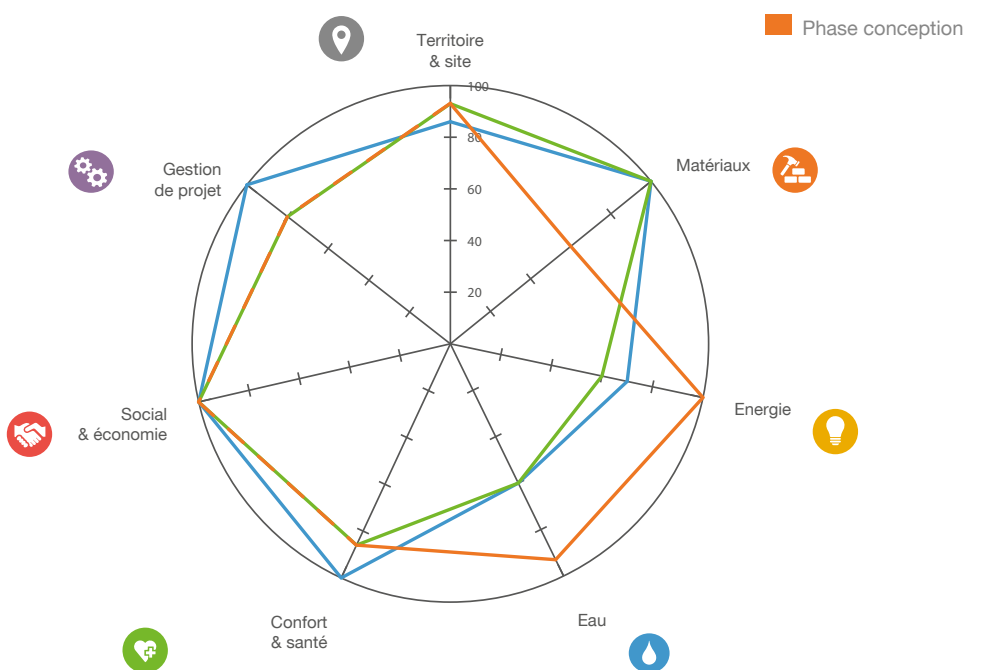 Phase conception
Territoire
& site
100
80
60
40
20
Matériaux
Energie
Eau
Confort
& santé
Social
& économie
Gestion
de projet